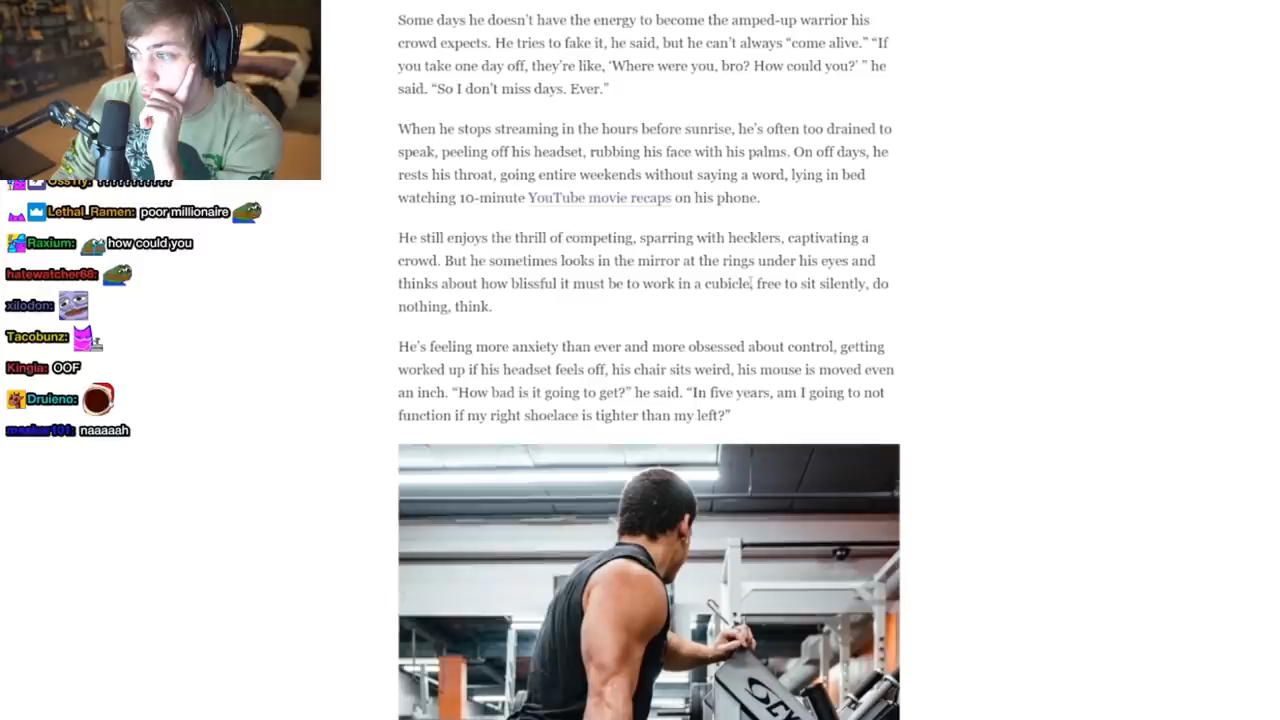 Some days he doesn't have the energy to become the amped-up warrior his
crowd expects. He tries to fake it, he said, but he can't always “come alive.” “If
you take one day off, they're like, ‘Where were you, bro? How could you?’ ” he
said. “So I don't miss days. Ever.”
When he stops streaming in the hours before sunrise, he's often too drained to
speak, peeling off his headset, rubbing his face with his palms. On off days, he
rests his throat, going entire weekends without saying a word, lying in bed
watching 10-minute YouTube movie recaps on his phone.
He still enjoys the thrill of competing, sparring with hecklers, captivating a
crowd. But he sometimes looks in the mirror at the rings under his eyes and
thinks about how blissful it must be to work in a cubicle, free to sit silently, do
nothing, think.
He's feeling more anxiety than ever and more obsessed about control, getting
worked up if his headset feels off, his chair sits weird, his mouse is moved even
an inch. “How bad is it going to get?” he said. “In five years, am I going to not
function if my right shoelace is tighter than my left?”
Lethal_Ramen: poor millionaire
Raxium: how could you
hatewatcher68:
xilodon:
Tacobunz:
Kingia: OOF
Druieno:
naaaaah